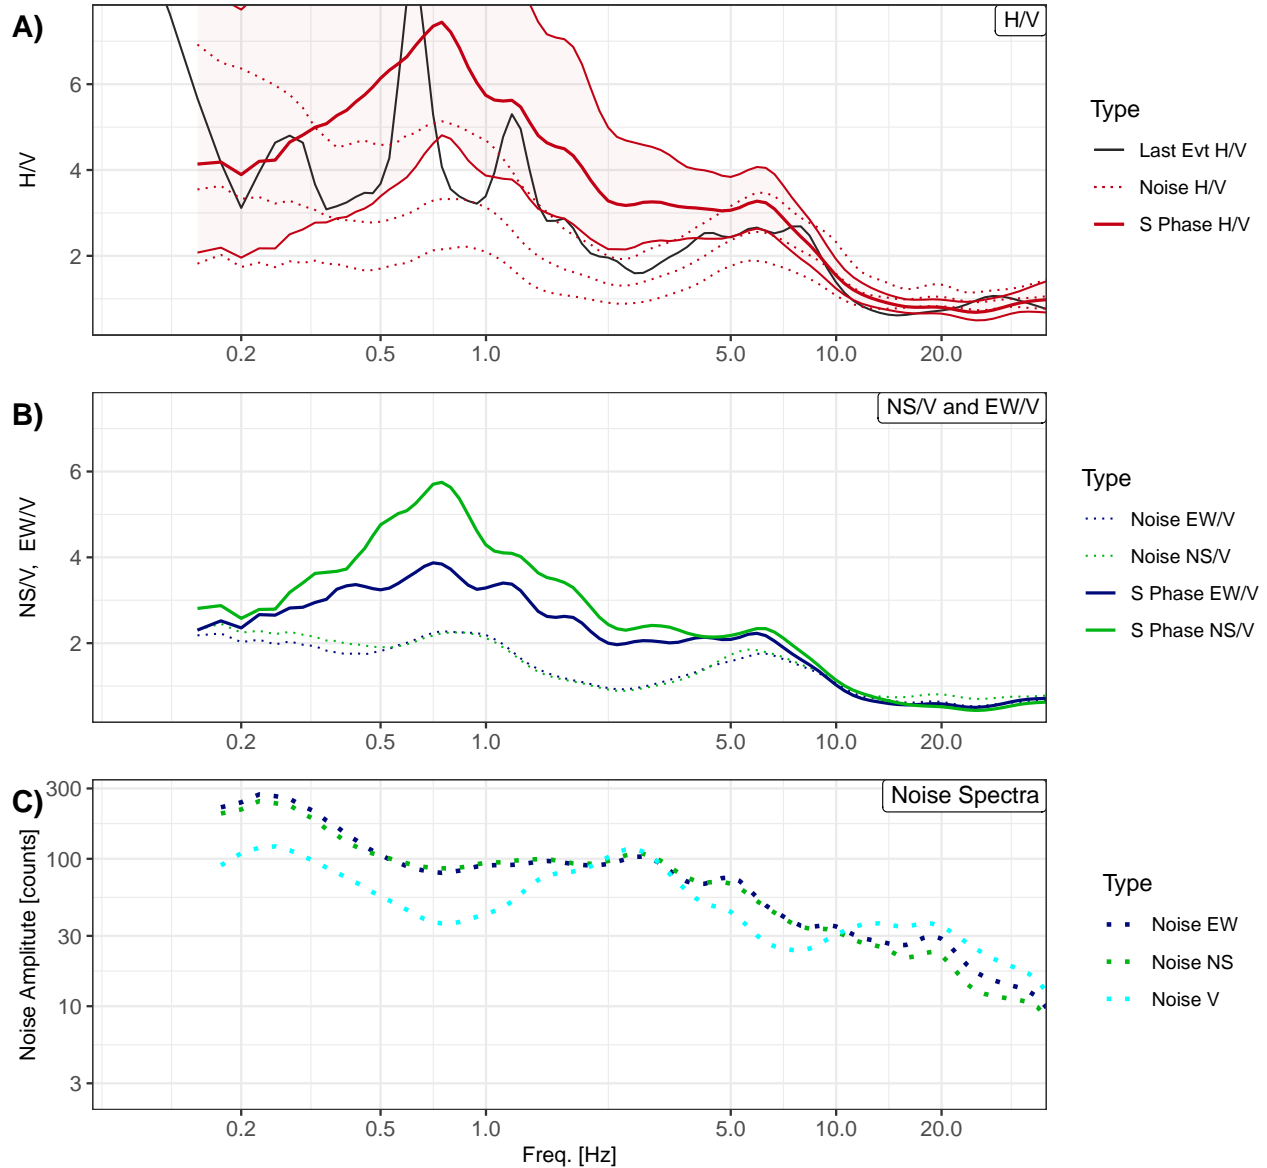 A)
H/V
6
4
2
H/V
0.2 0.5 1.0 5.0 10.0 20.0
Type
Last Evt H/V
Noise H/V
S Phase H/V
B)
NS/V and EW/V
6
4
2
NS/V, EW/V
0.2 0.5 1.0 5.0 10.0 20.0
Type
Noise EW/V
Noise NS/V
S Phase EW/V
S Phase NS/V
C)
Noise Spectra
300
100
30
10
3
Noise Amplitute [counts]
0.2 0.5 1.0 5.0 10.0 20.0
Freq. [Hz]
Type
Noise EW
Noise NS
Noise V